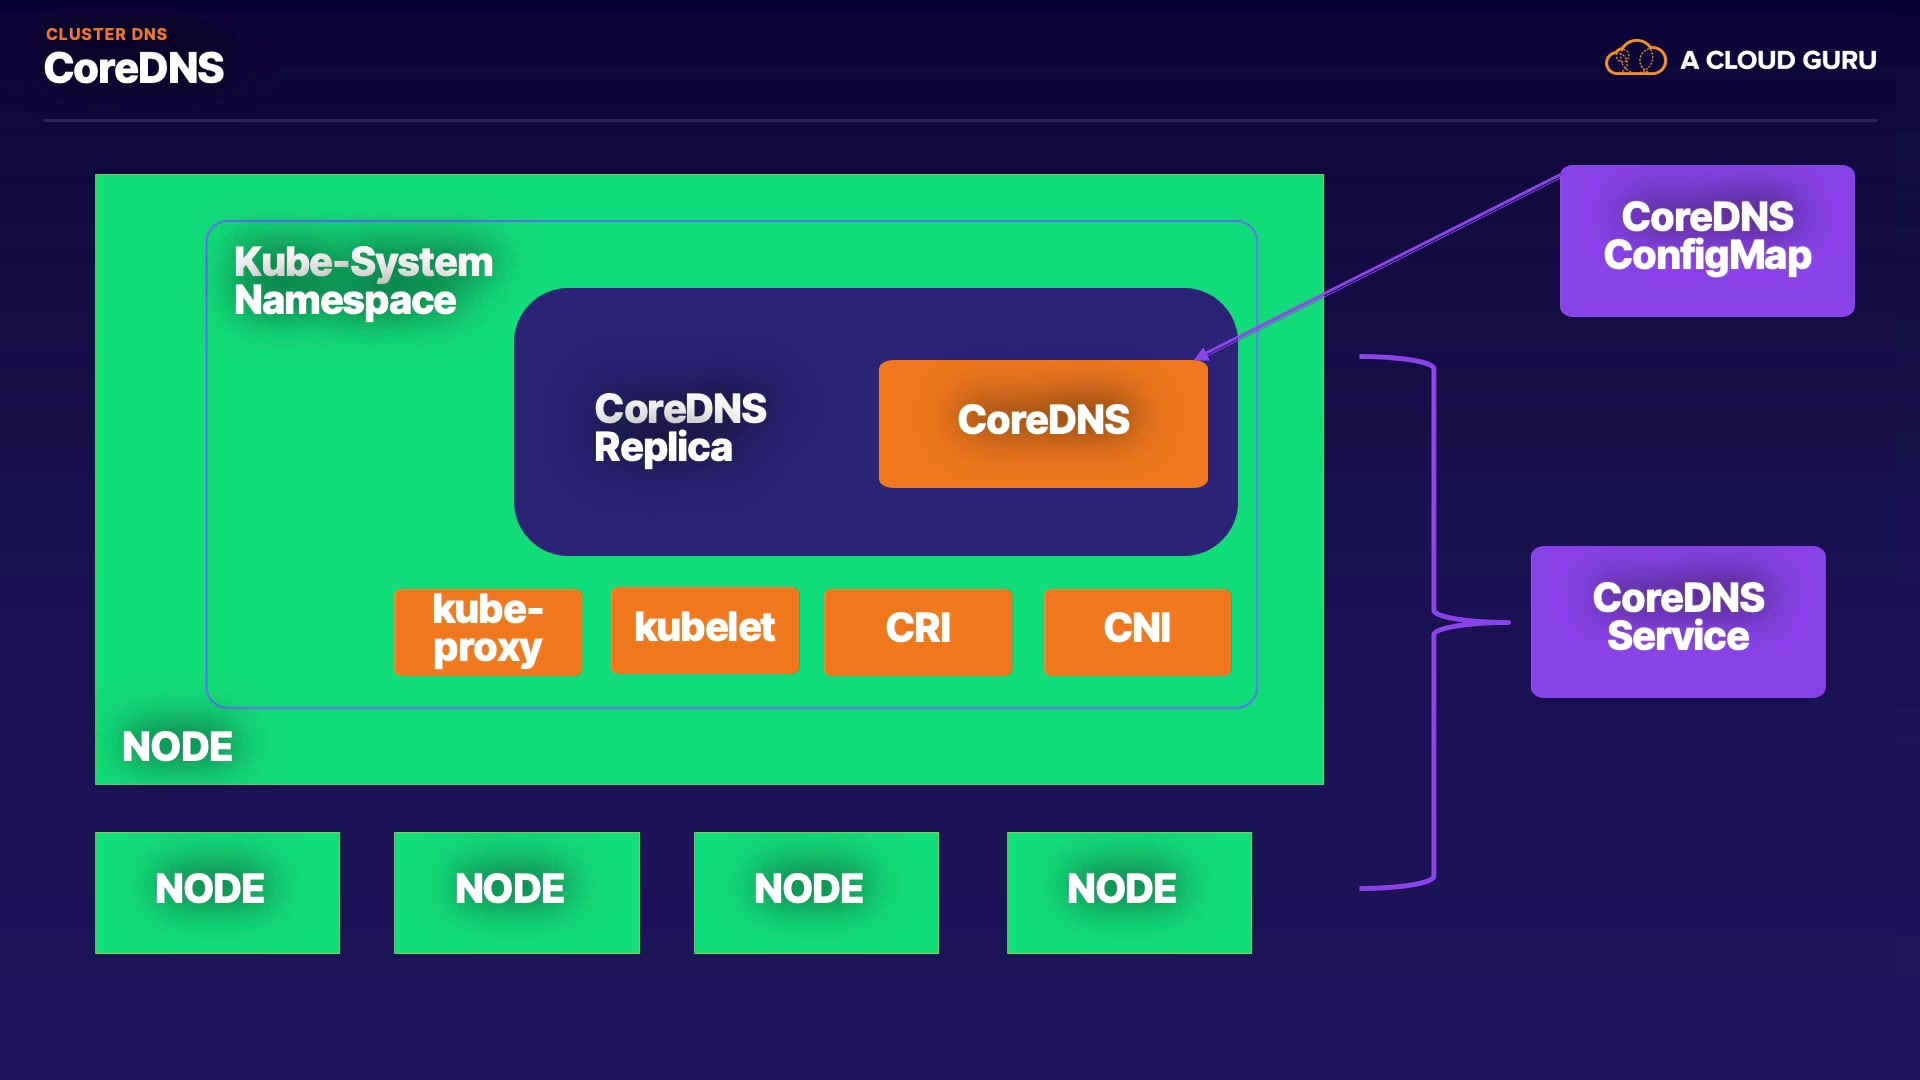 CLUSTER DNS
CoreDNS
A CLOUD GURU
CoreDNS
ConfigMap
Kube-System
Namespace
CoreDNS
Replica
CoreDNS
kube-
proxy
kubelet
CRI
CNI
CoreDNS
Service
NODE
NODE
NODE
NODE
NODE